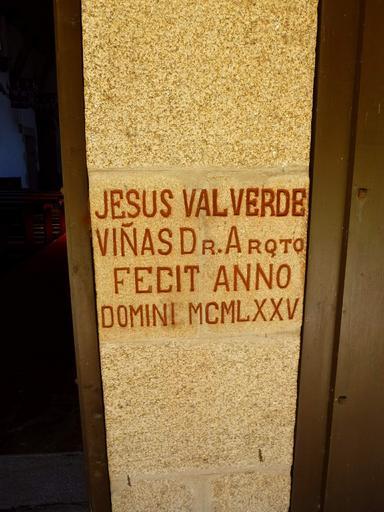 JESUS VALVERDE
VIÑAS DR. ARQTO
FECIT ANNO
DOMINI MCMLXXV